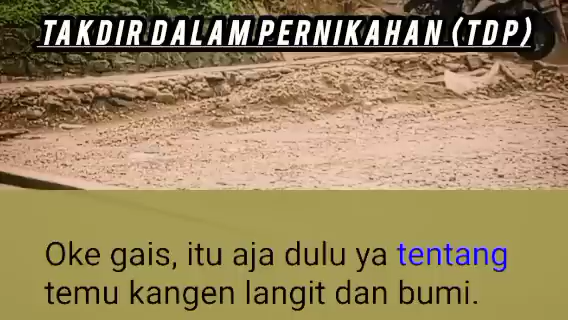 TAKDIR DALAM PERNIKAHAN (TDP)
Oke gais, itu aja dulu ya tentang
temu kangen langit dan bumi.